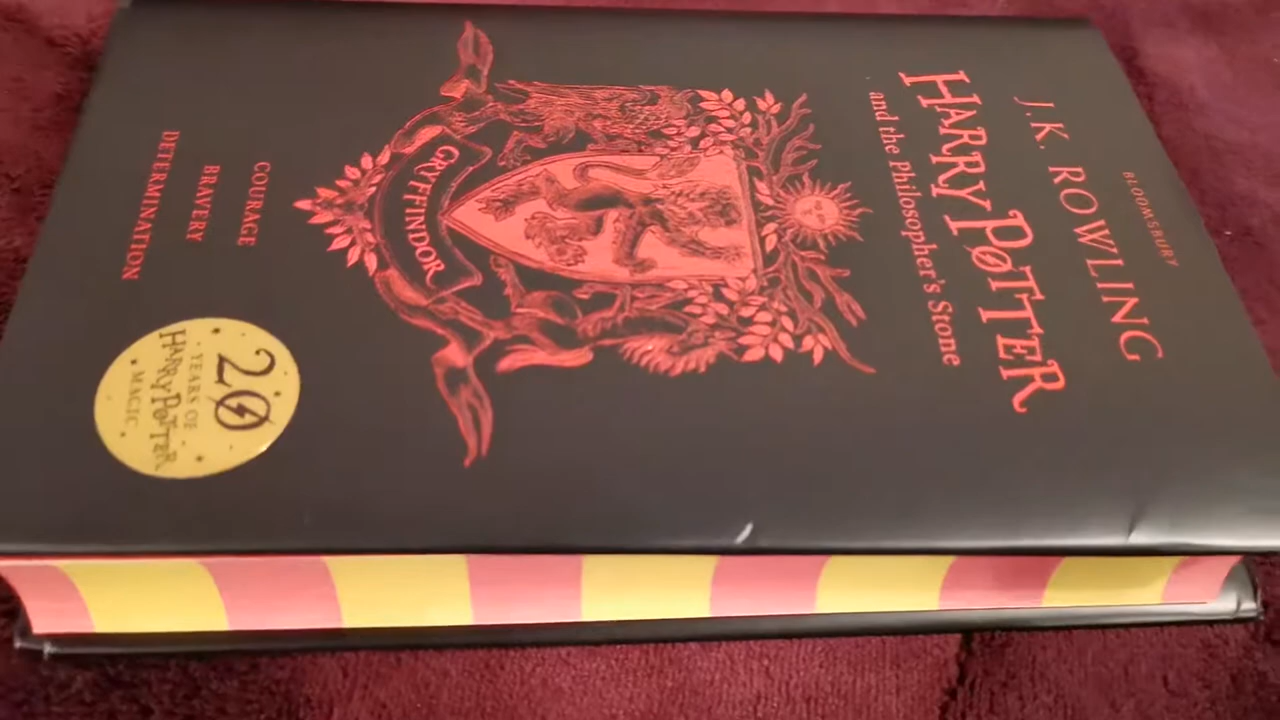 BLOOMSBURY
J.K. ROWLING
HARRY POTTER
and the Philosopher's Stone
GRYFFINDOR
COURAGE
BRAVERY
DETERMINATION
20
YEARS OF
HARRY POTTER
MAGIC